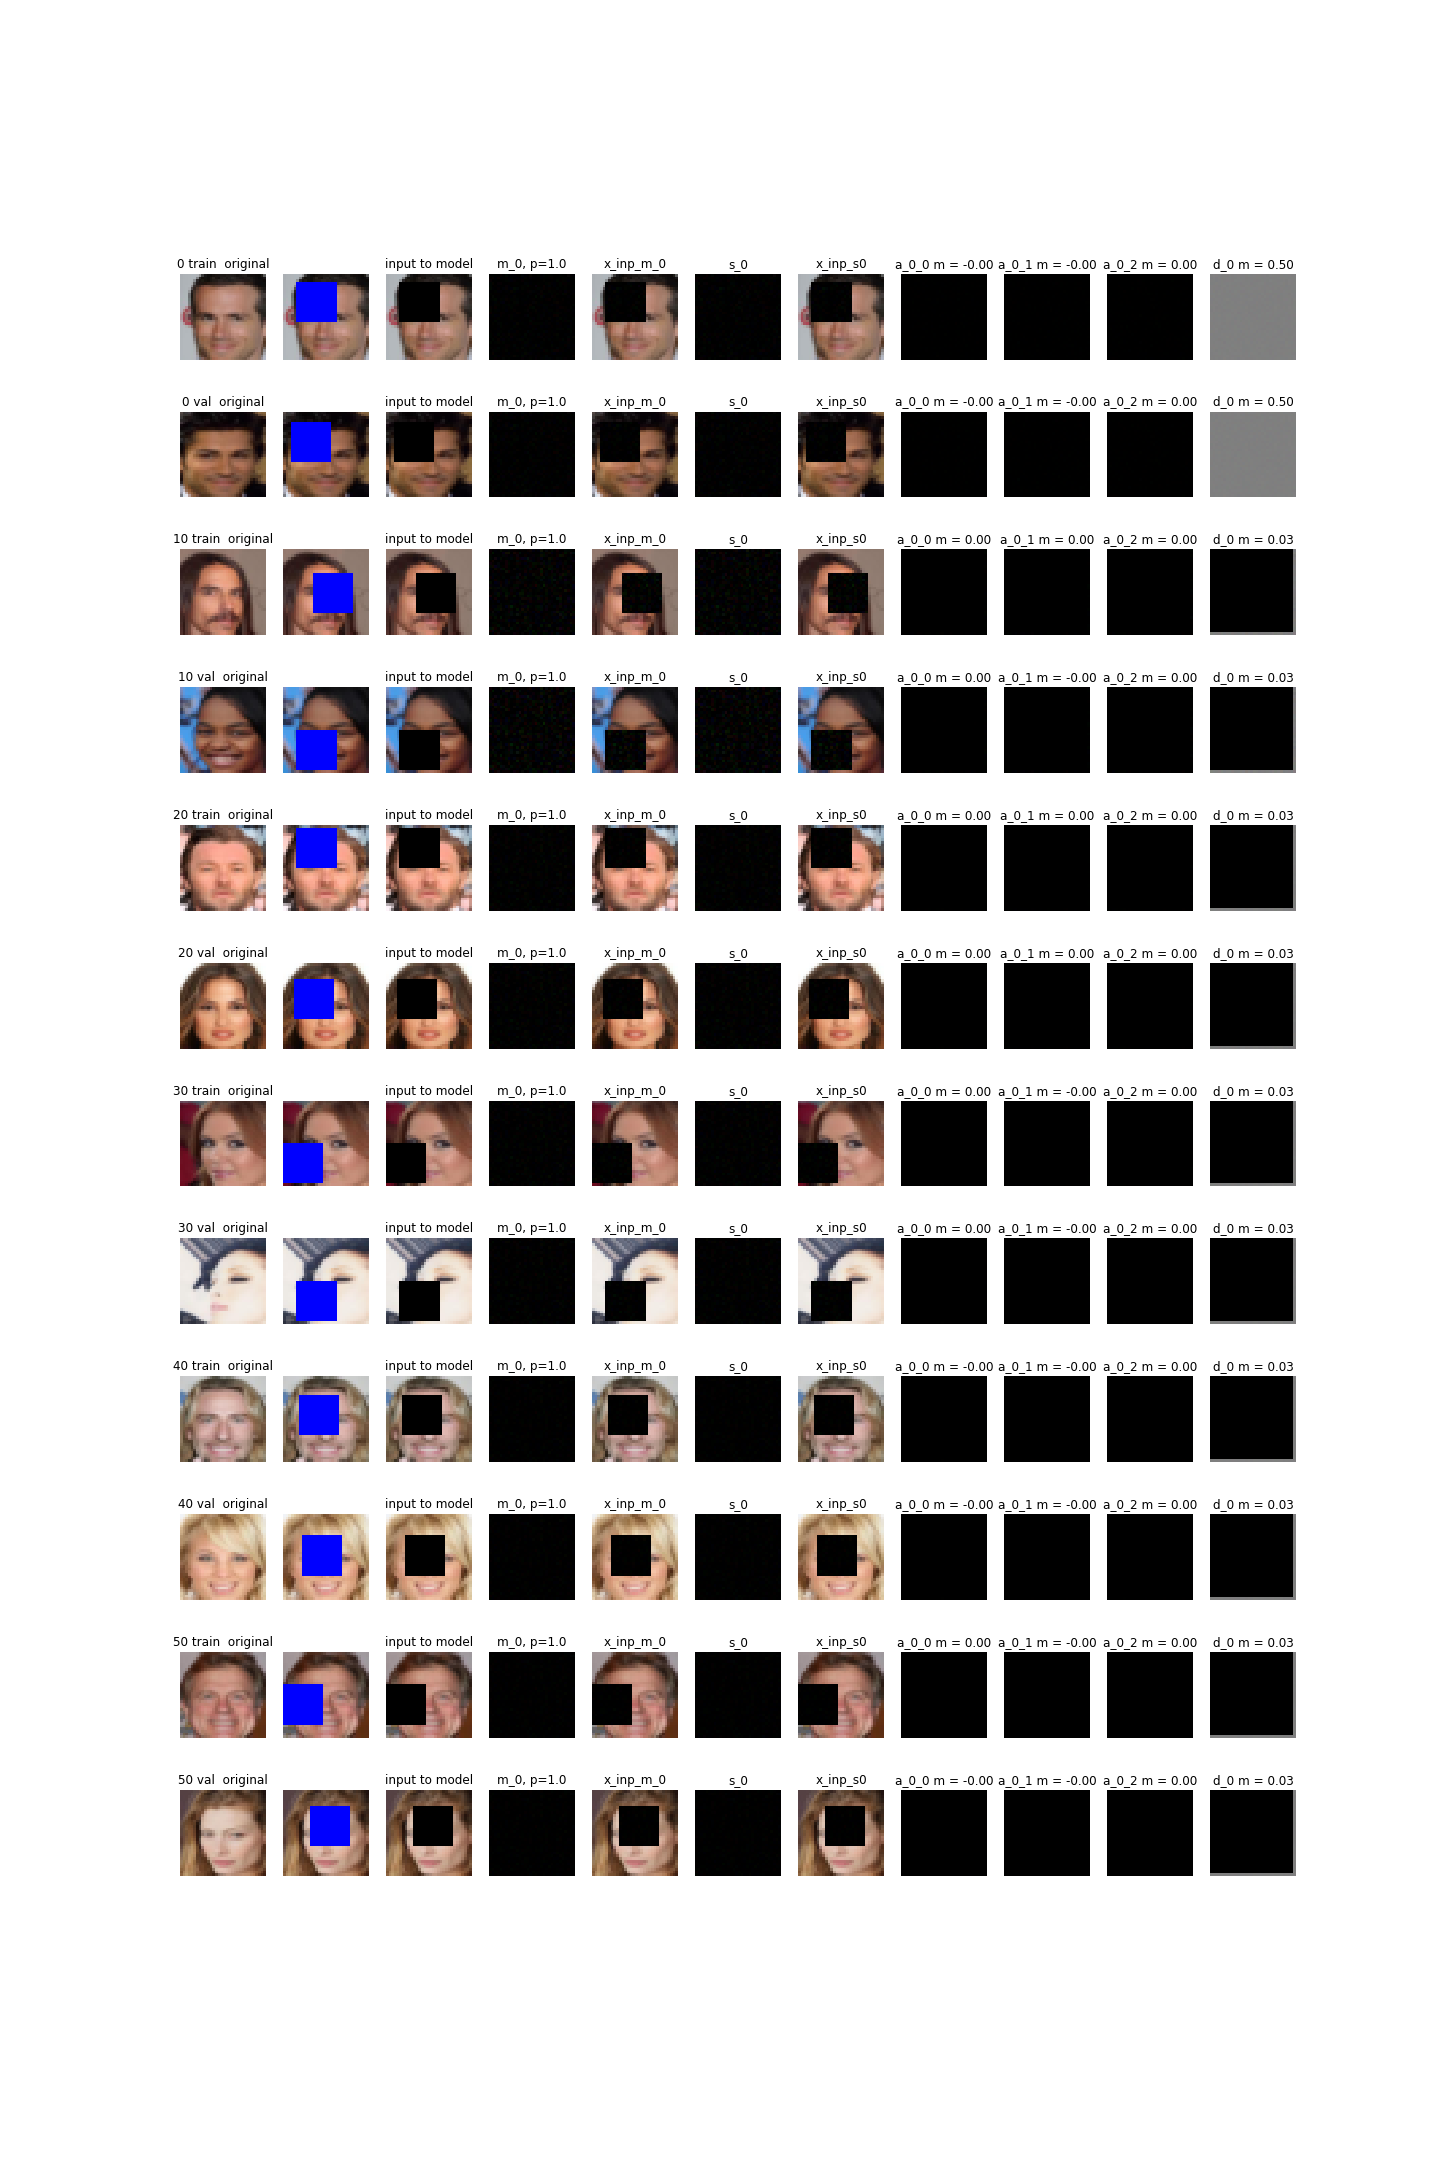 0 train  original input to model m_0, p=1.0 x_inp_m_0 s_0 x_inp_s0 a_0_0 m = -0.00 a_0_1 m = -0.00 a_0_2 m = 0.00 d_0 m = 0.50
0 val  original input to model m_0, p=1.0 x_inp_m_0 s_0 x_inp_s0 a_0_0 m = -0.00 a_0_1 m = -0.00 a_0_2 m = 0.00 d_0 m = 0.50
10 train  original input to model m_0, p=1.0 x_inp_m_0 s_0 x_inp_s0 a_0_0 m = 0.00 a_0_1 m = 0.00 a_0_2 m = 0.00 d_0 m = 0.03
10 val  original input to model m_0, p=1.0 x_inp_m_0 s_0 x_inp_s0 a_0_0 m = 0.00 a_0_1 m = -0.00 a_0_2 m = 0.00 d_0 m = 0.03
20 train  original input to model m_0, p=1.0 x_inp_m_0 s_0 x_inp_s0 a_0_0 m = 0.00 a_0_1 m = 0.00 a_0_2 m = 0.00 d_0 m = 0.03
20 val  original input to model m_0, p=1.0 x_inp_m_0 s_0 x_inp_s0 a_0_0 m = 0.00 a_0_1 m = 0.00 a_0_2 m = 0.00 d_0 m = 0.03
30 train  original input to model m_0, p=1.0 x_inp_m_0 s_0 x_inp_s0 a_0_0 m = 0.00 a_0_1 m = -0.00 a_0_2 m = 0.00 d_0 m = 0.03
30 val  original input to model m_0, p=1.0 x_inp_m_0 s_0 x_inp_s0 a_0_0 m = 0.00 a_0_1 m = -0.00 a_0_2 m = 0.00 d_0 m = 0.03
40 train  original input to model m_0, p=1.0 x_inp_m_0 s_0 x_inp_s0 a_0_0 m = -0.00 a_0_1 m = -0.00 a_0_2 m = 0.00 d_0 m = 0.03
40 val  original input to model m_0, p=1.0 x_inp_m_0 s_0 x_inp_s0 a_0_0 m = -0.00 a_0_1 m = -0.00 a_0_2 m = 0.00 d_0 m = 0.03
50 train  original input to model m_0, p=1.0 x_inp_m_0 s_0 x_inp_s0 a_0_0 m = 0.00 a_0_1 m = -0.00 a_0_2 m = 0.00 d_0 m = 0.03
50 val  original input to model m_0, p=1.0 x_inp_m_0 s_0 x_inp_s0 a_0_0 m = -0.00 a_0_1 m = -0.00 a_0_2 m = 0.00 d_0 m = 0.03